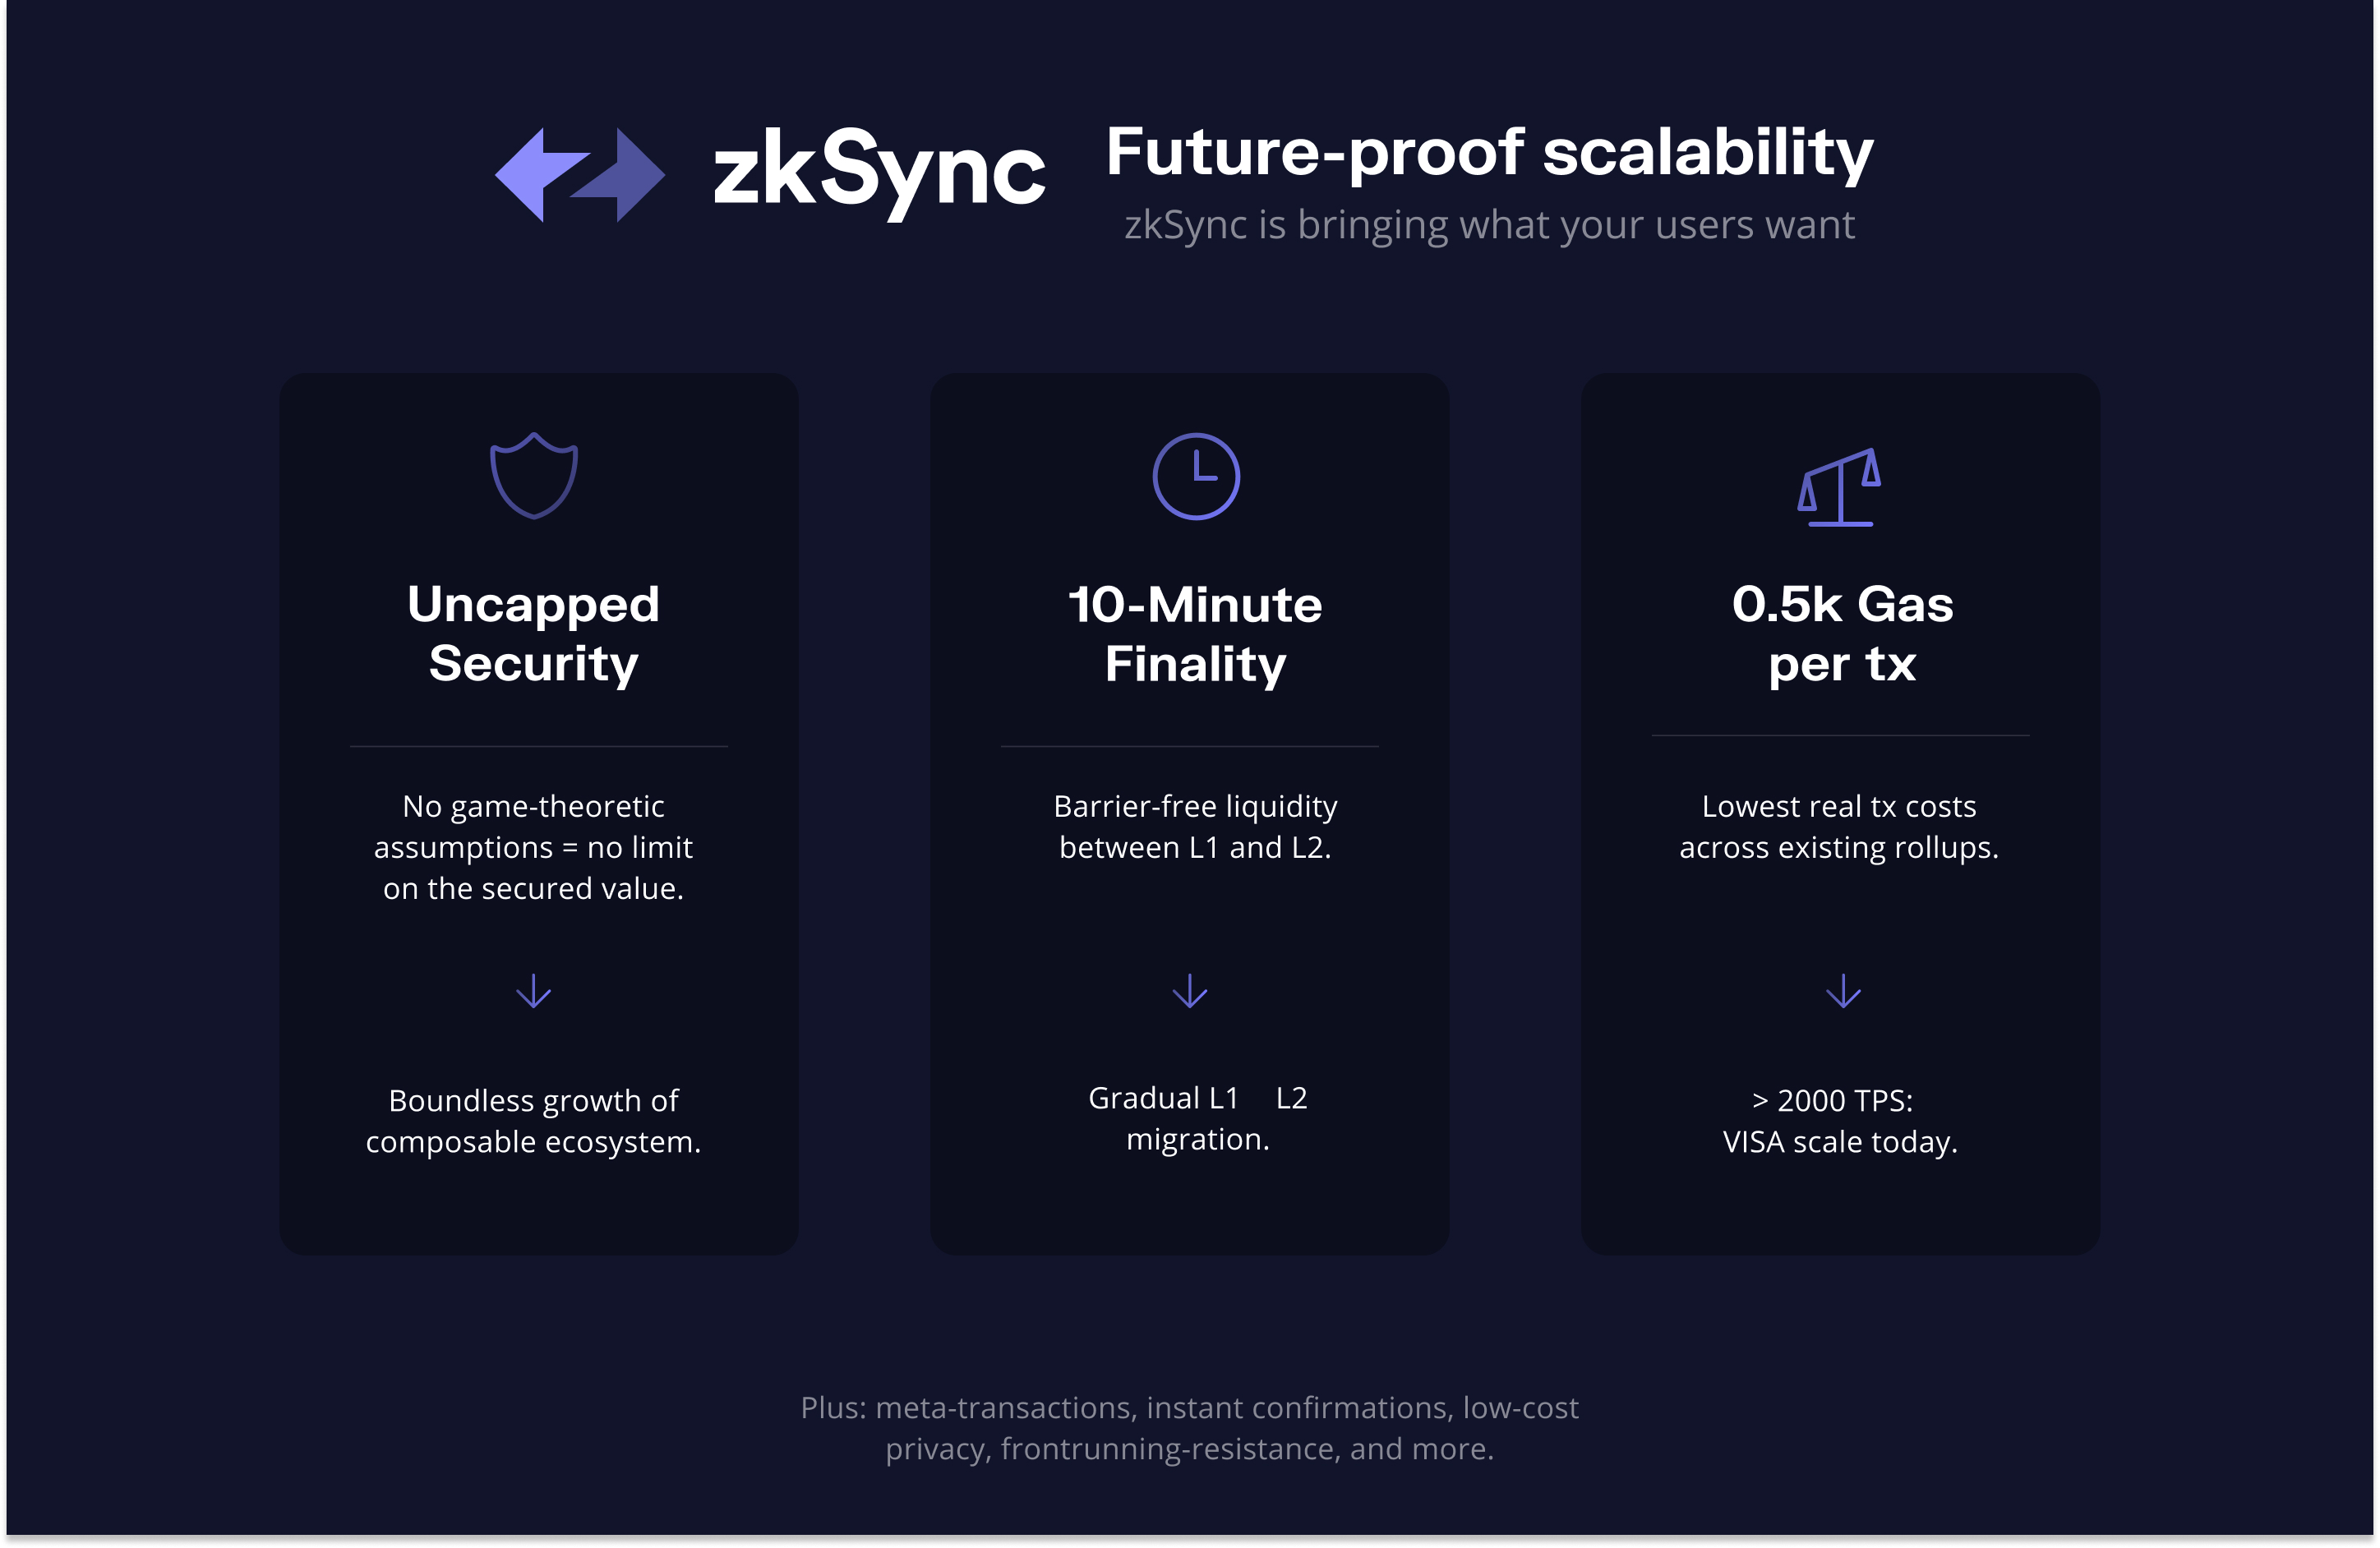 zkSync
Future-proof scalability
zkSync is bringing what your users want
Uncapped
Security
No game-theoretic
assumptions = no limit
on the secured value.
Boundless growth of
composable ecosystem.
10-Minute
Finality
Barrier-free liquidity
between L1 and L2.
Gradual L1 L2
migration.
0.5k Gas
per tx
Lowest real tx costs
across existing rollups.
> 2000 TPS:
VISA scale today.
Plus: meta-transactions, instant confirmations, low-cost
privacy, frontrunning-resistance, and more.